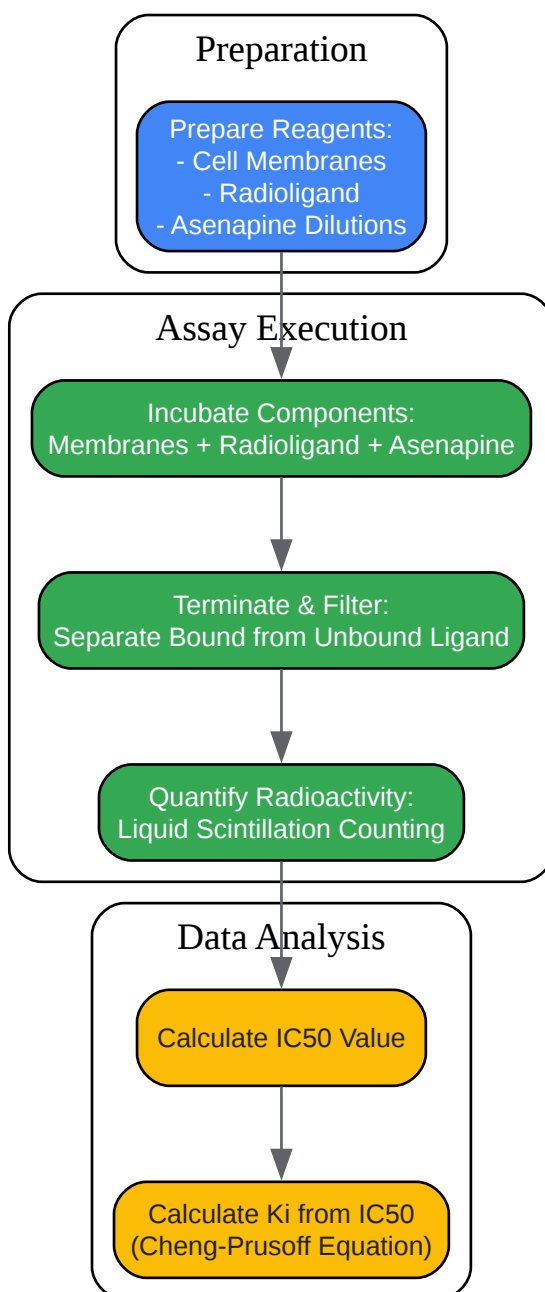 Preparation
Prepare Reagents:
- Cell Membranes
- Radioligand
- Asenapine Dilutions
Assay Execution
Incubate Components:
Membranes + Radioligand + Asenapine
Terminate & Filter:
Separate Bound from Unbound Ligand
Quantify Radioactivity:
Liquid Scintillation Counting
Data Analysis
Calculate IC50 Value
Calculate Ki from IC50
(Cheng-Prusoff Equation)